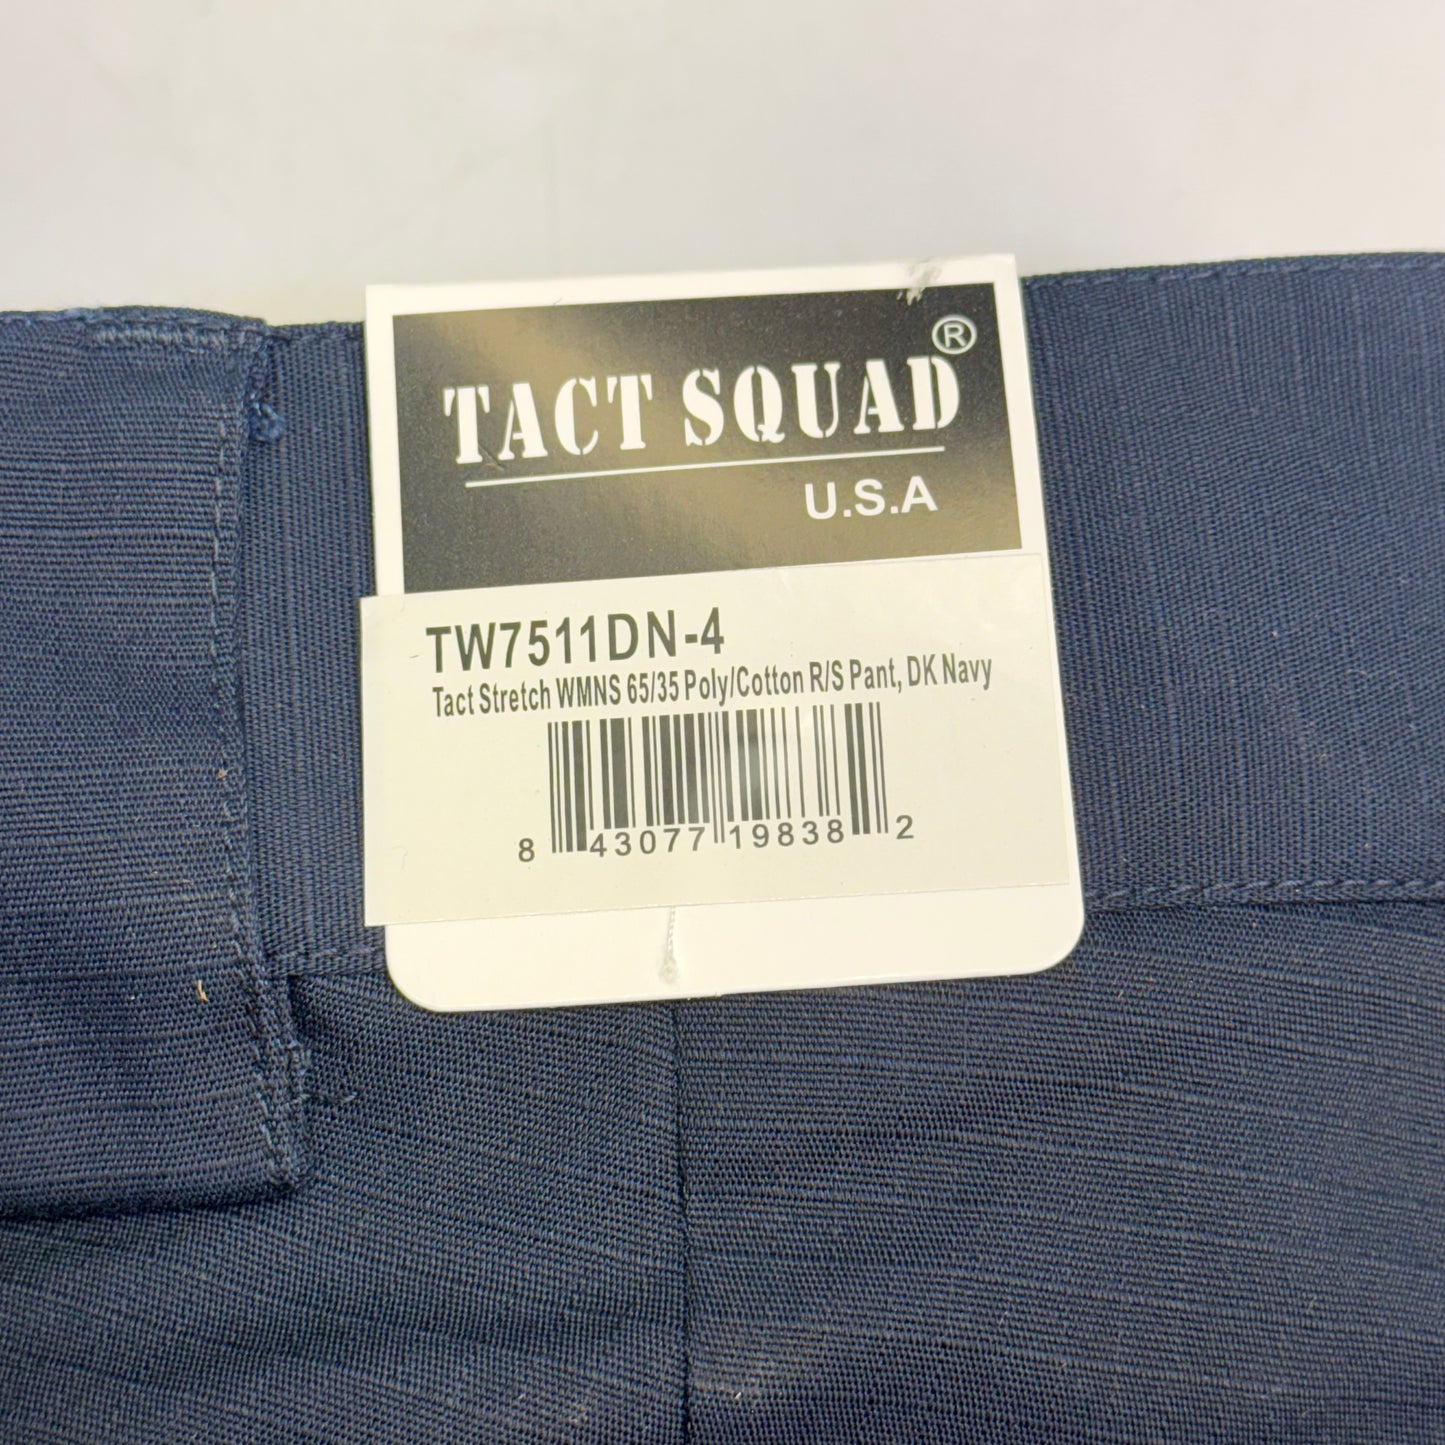 TACT SQUAD®
U.S.A
TW7511DN-4
Tact Stretch WMNS 65/35 Poly/Cotton R/S Pant, DK Navy
8 43077 19838 2